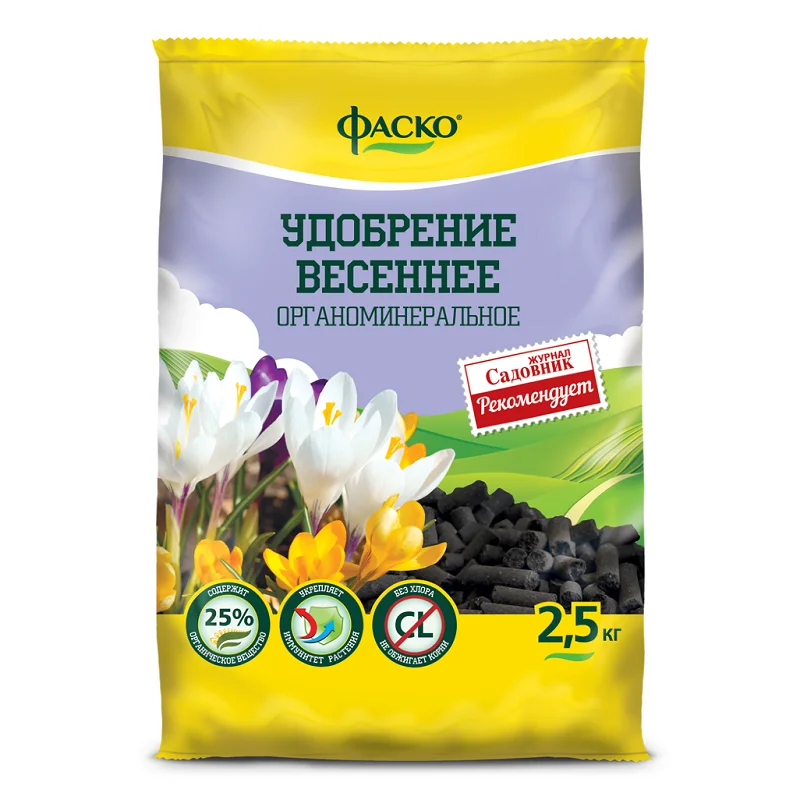 ФАСКО®
УДОБРЕНИЕ
ВЕСЕННЕЕ
ОРГАНОМИНЕРАЛЬНОЕ
ЖУРНАЛ
Садовник
Рекомендует
СОДЕРЖИТ
25%
ОРГАНИЧЕСКОЕ ВЕЩЕСТВО
УКРЕПЛЯЕТ
ИММУНИТЕТ РАСТЕНИЯ
БЕЗ ХЛОРА
CL
НЕ ОБЖИГАЕТ КОРНИ
2,5 кг